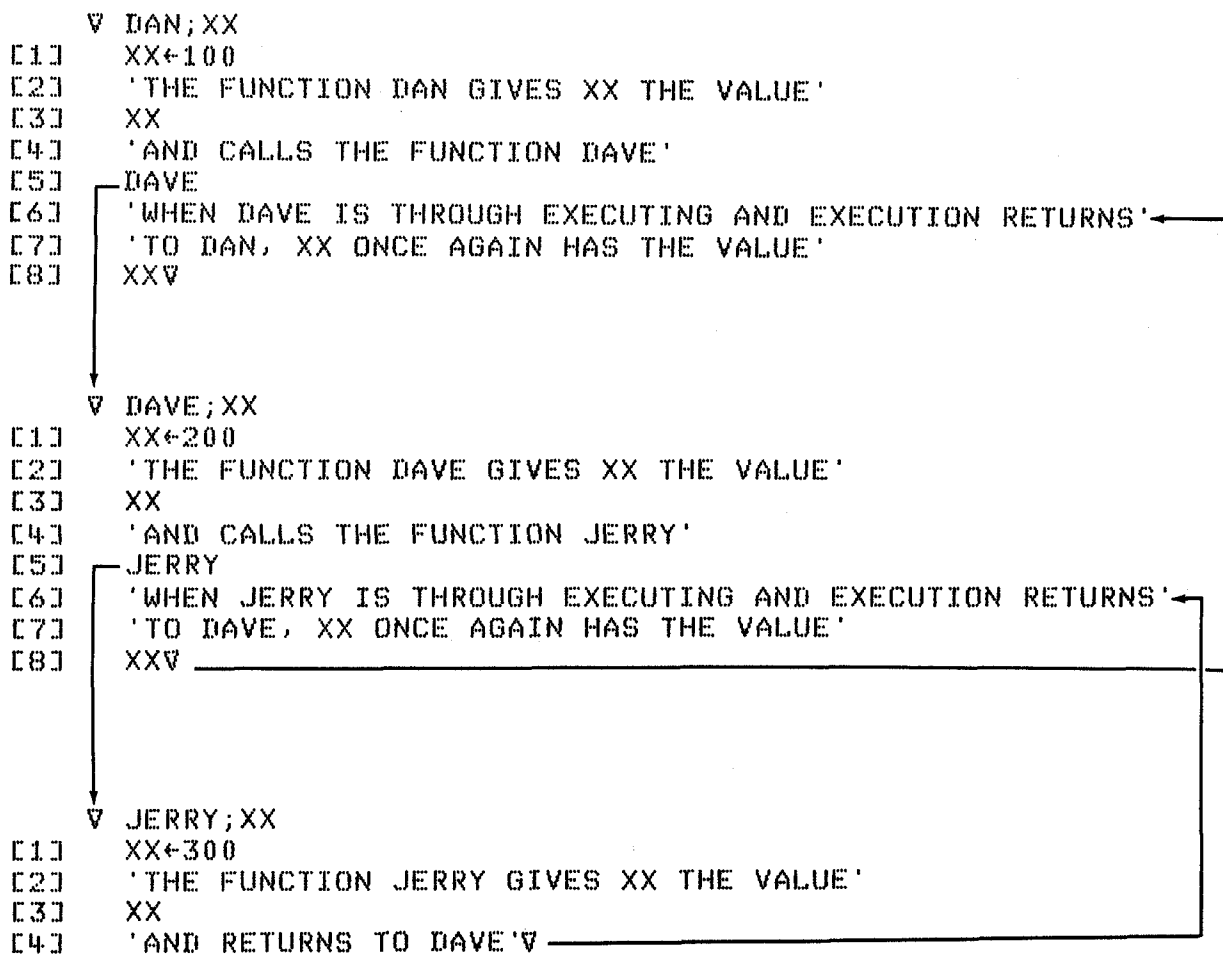 ∇ DAN;XX
[1] XX←100
[2] 'THE FUNCTION DAN GIVES XX THE VALUE'
[3] XX
[4] 'AND CALLS THE FUNCTION DAVE'
[5] DAVE
[6] 'WHEN DAVE IS THROUGH EXECUTING AND EXECUTION RETURNS'
[7] 'TO DAN, XX ONCE AGAIN HAS THE VALUE'
[8] XX∇
∇ DAVE;XX
[1] XX←200
[2] 'THE FUNCTION DAVE GIVES XX THE VALUE'
[3] XX
[4] 'AND CALLS THE FUNCTION JERRY'
[5] JERRY
[6] 'WHEN JERRY IS THROUGH EXECUTING AND EXECUTION RETURNS'
[7] 'TO DAVE, XX ONCE AGAIN HAS THE VALUE'
[8] XX∇
∇ JERRY;XX
[1] XX←300
[2] 'THE FUNCTION JERRY GIVES XX THE VALUE'
[3] XX
[4] 'AND RETURNS TO DAVE'∇